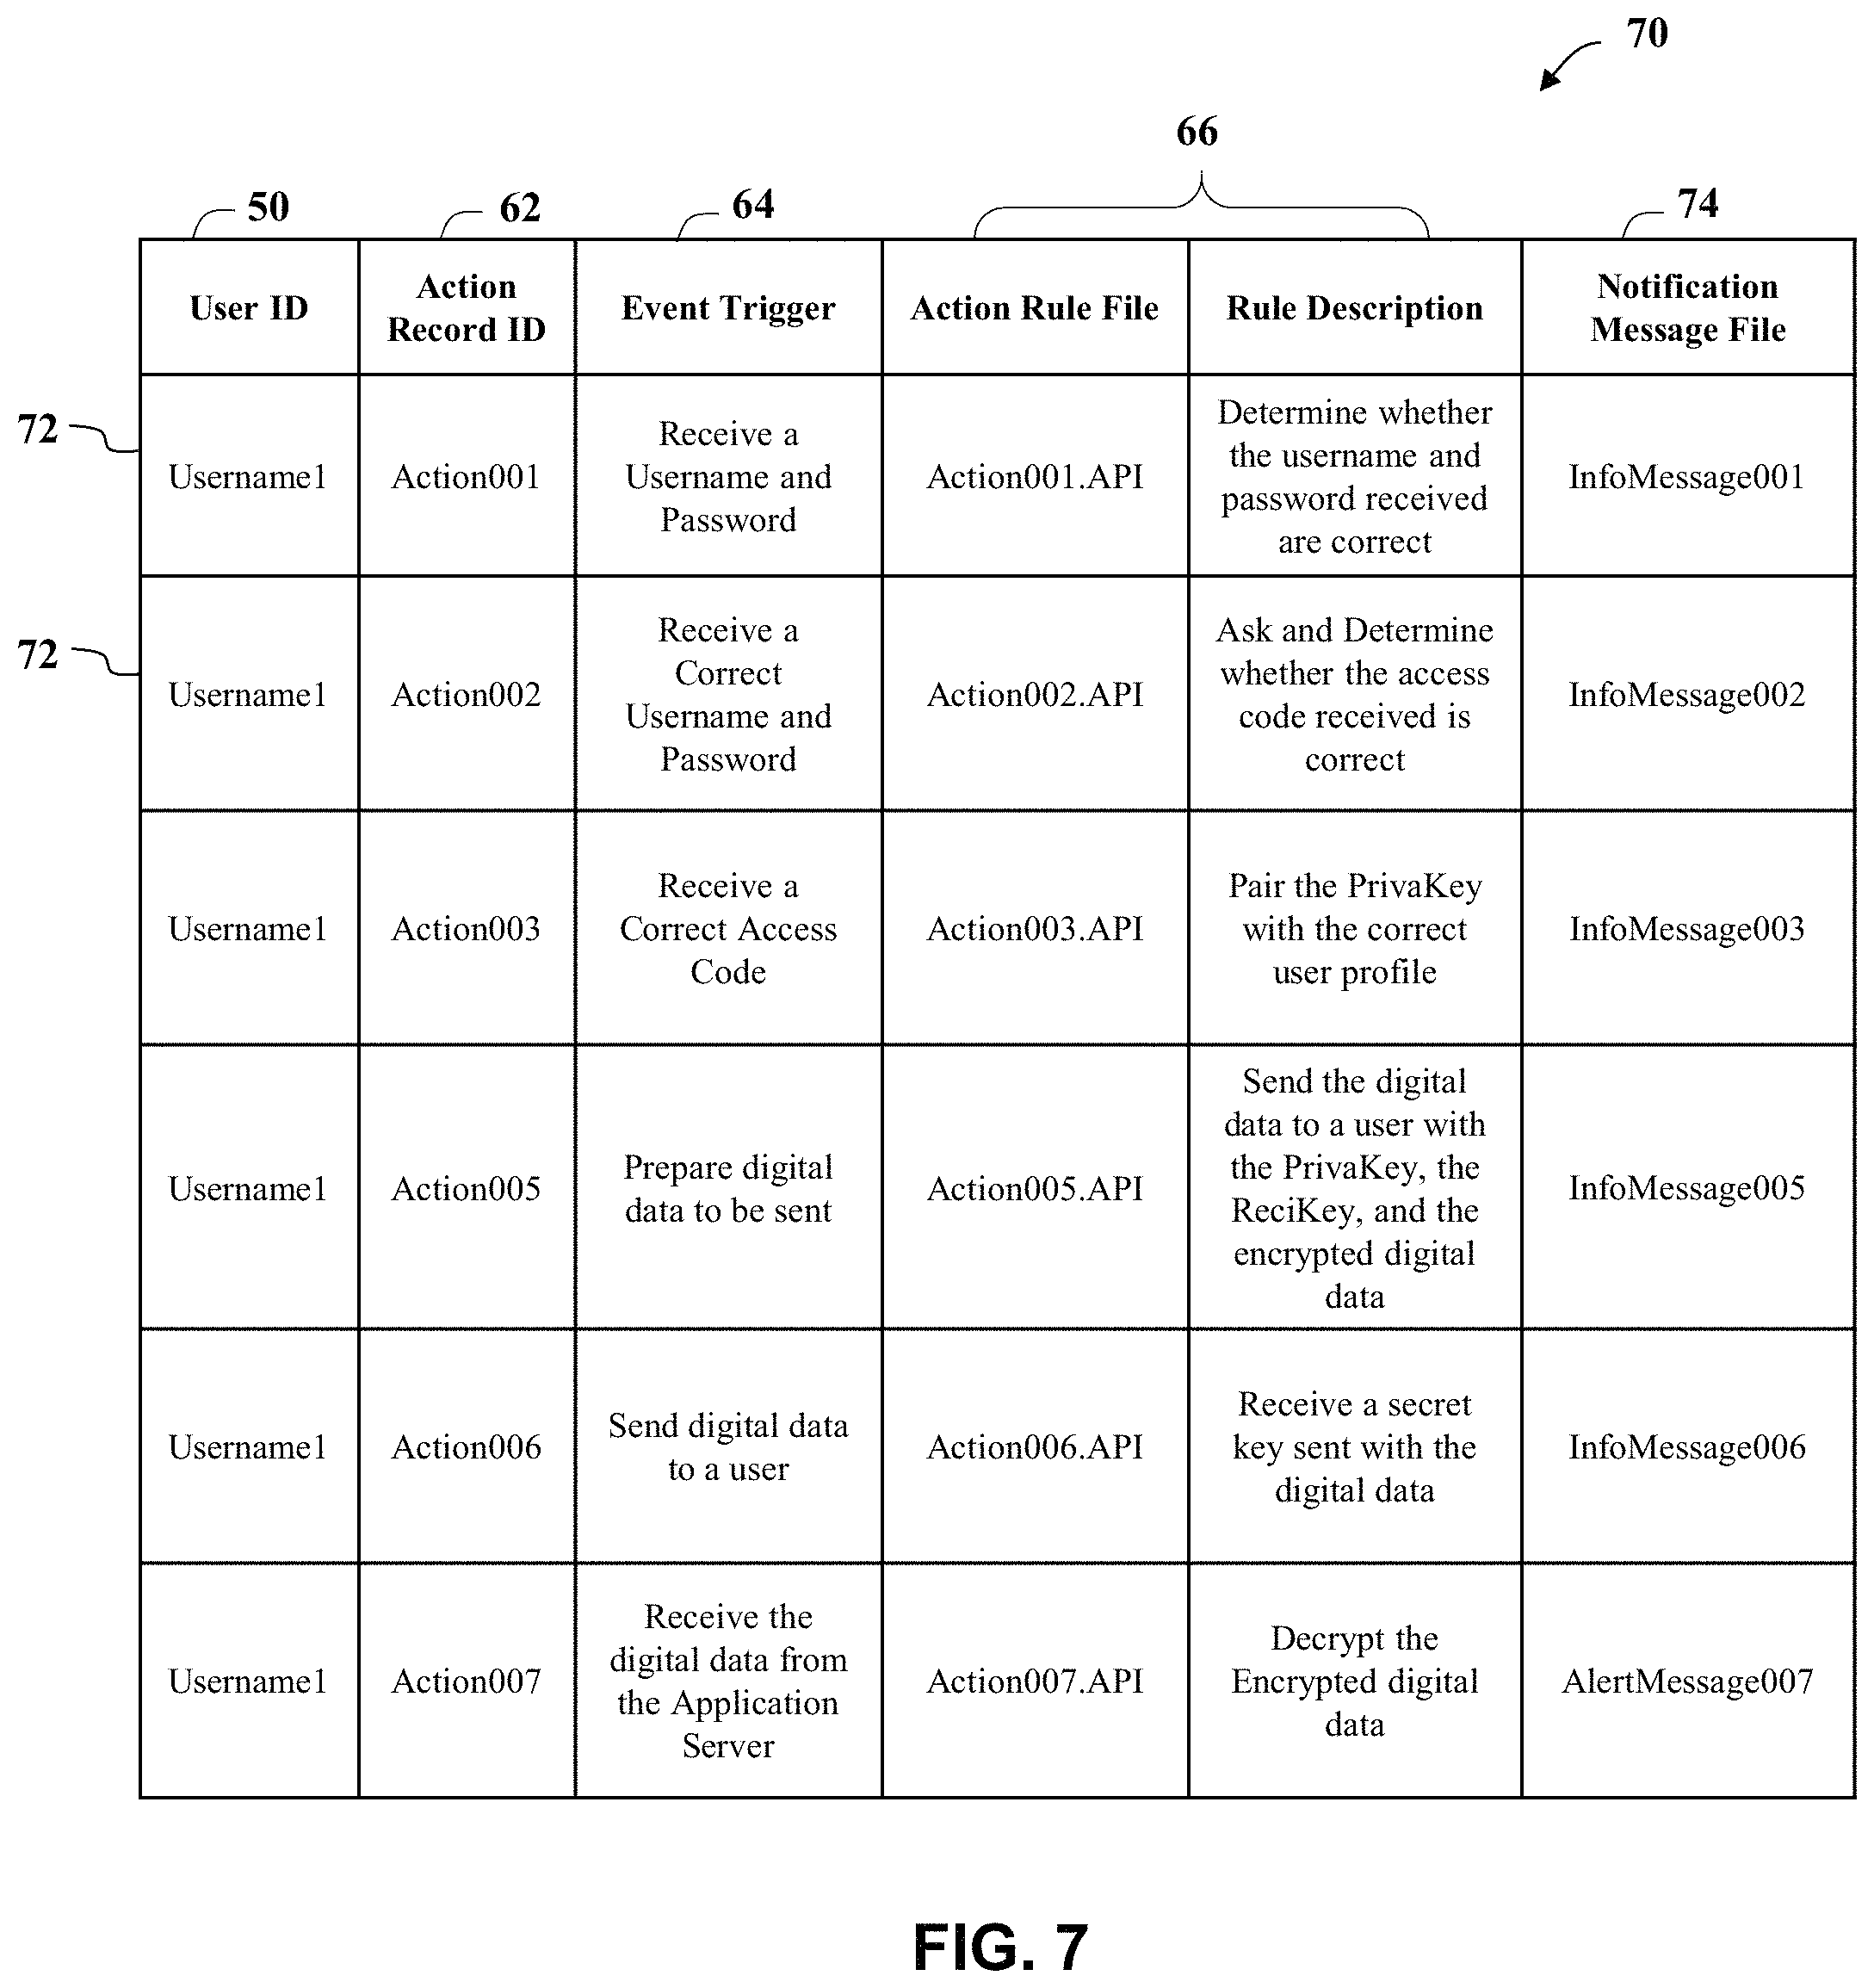 70
66
50
62
64
74
User ID
Action
Record ID
Event Trigger
Action Rule File
Rule Description
Notification
Message File
72
Username1
Action001
Receive a
Username and
Password
Action001.API
Determine whether
the username and
password received
are correct
InfoMessage001
72
Username1
Action002
Receive a
Correct
Username and
Password
Action002.API
Ask and Determine
whether the access
code received is
correct
InfoMessage002
Username1
Action003
Receive a
Correct Access
Code
Action003.API
Pair the PrivaKey
with the correct
user profile
InfoMessage003
Username1
Action005
Prepare digital
data to be sent
Action005.API
Send the digital
data to a user with
the PrivaKey, the
ReciKey, and the
encrypted digital
data
InfoMessage005
Username1
Action006
Send digital data
to a user
Action006.API
Receive a secret
key sent with the
digital data
InfoMessage006
Username1
Action007
Receive the
digital data from
the Application
Server
Action007.API
Decrypt the
Encrypted digital
data
AlertMessage007
FIG. 7